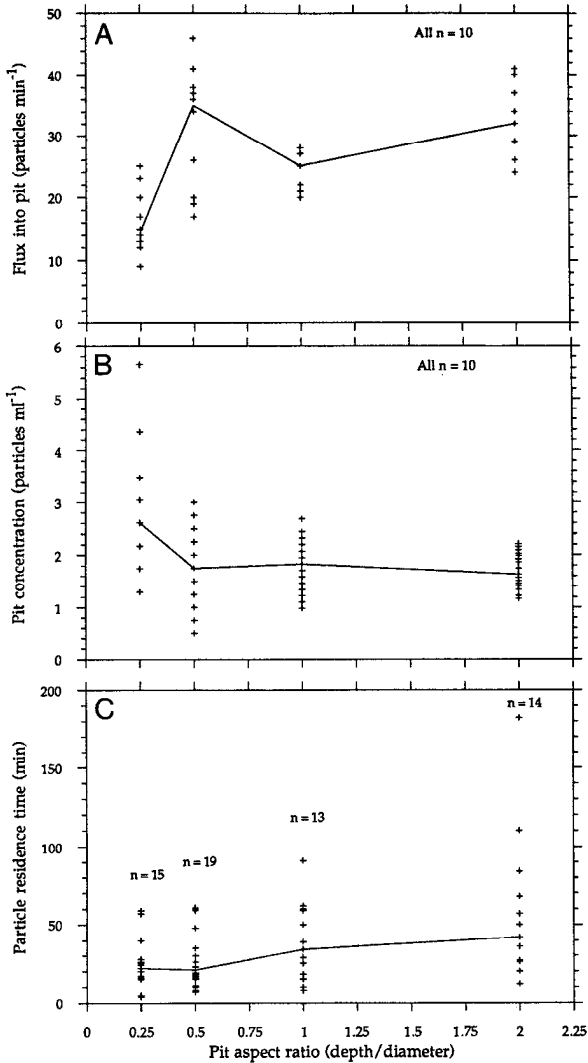 A
All n = 10
Flux into pit (particles min⁻¹)
50
40
30
20
10
0
B
All n = 10
Pit concentration (particles ml⁻¹)
6
5
4
3
2
1
0
C
n = 14
n = 13
n = 19
n = 15
Particle residence time (min)
200
150
100
50
0
0 0.25 0.5 0.75 1 1.25 1.5 1.75 2 2.25
Pit aspect ratio (depth/diameter)